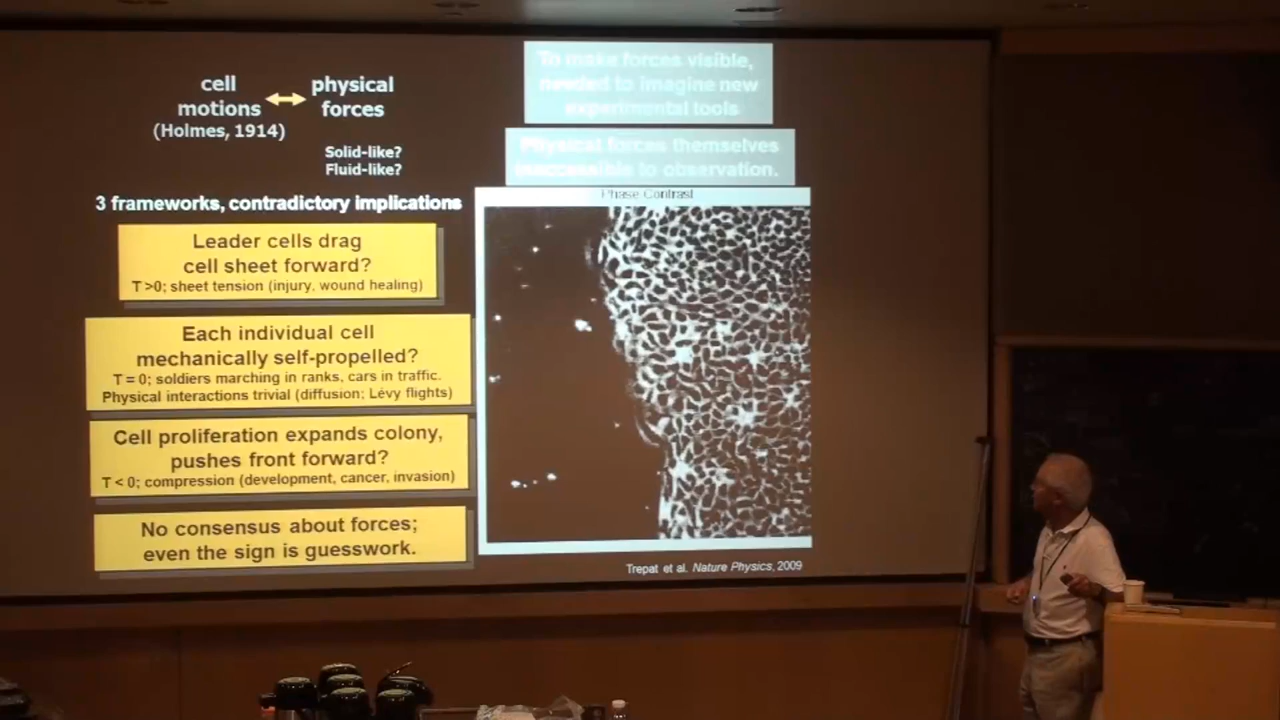 cell
motions
(Holmes, 1914)
physical
forces
Solid-like?
Fluid-like?
3 frameworks, contradictory implications
Leader cells drag
cell sheet forward?
T >0; sheet tension (injury, wound healing)
Each individual cell
mechanically self-propelled?
T = 0; soldiers marching in ranks, cars in traffic.
Physical interactions trivial (diffusion; Lévy flights)
Cell proliferation expands colony,
pushes front forward?
T < 0; compression (development, cancer, invasion)
No consensus about forces;
even the sign is guesswork.
To make forces visible,
needed to imagine new
experimental tools
Physical forces themselves
inaccessible to observation.
Phase Contrast
Trepat et al. Nature Physics, 2009